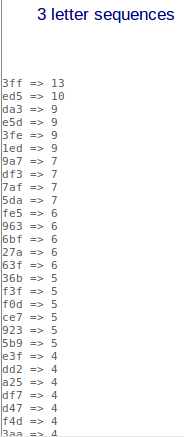 3 letter sequences
3ff => 13
ed5 => 10
da3 => 9
e5d => 9
3fe => 9
1ed => 9
9a7 => 7
df3 => 7
7af => 7
5da => 7
fe5 => 6
963 => 6
6bf => 6
27a => 6
63f => 6
36b => 5
f3f => 5
f0d => 5
ce7 => 5
923 => 5
5b9 => 5
e3f => 4
dd2 => 4
a25 => 4
df7 => 4
d47 => 4
f4d => 4
3aa => 4